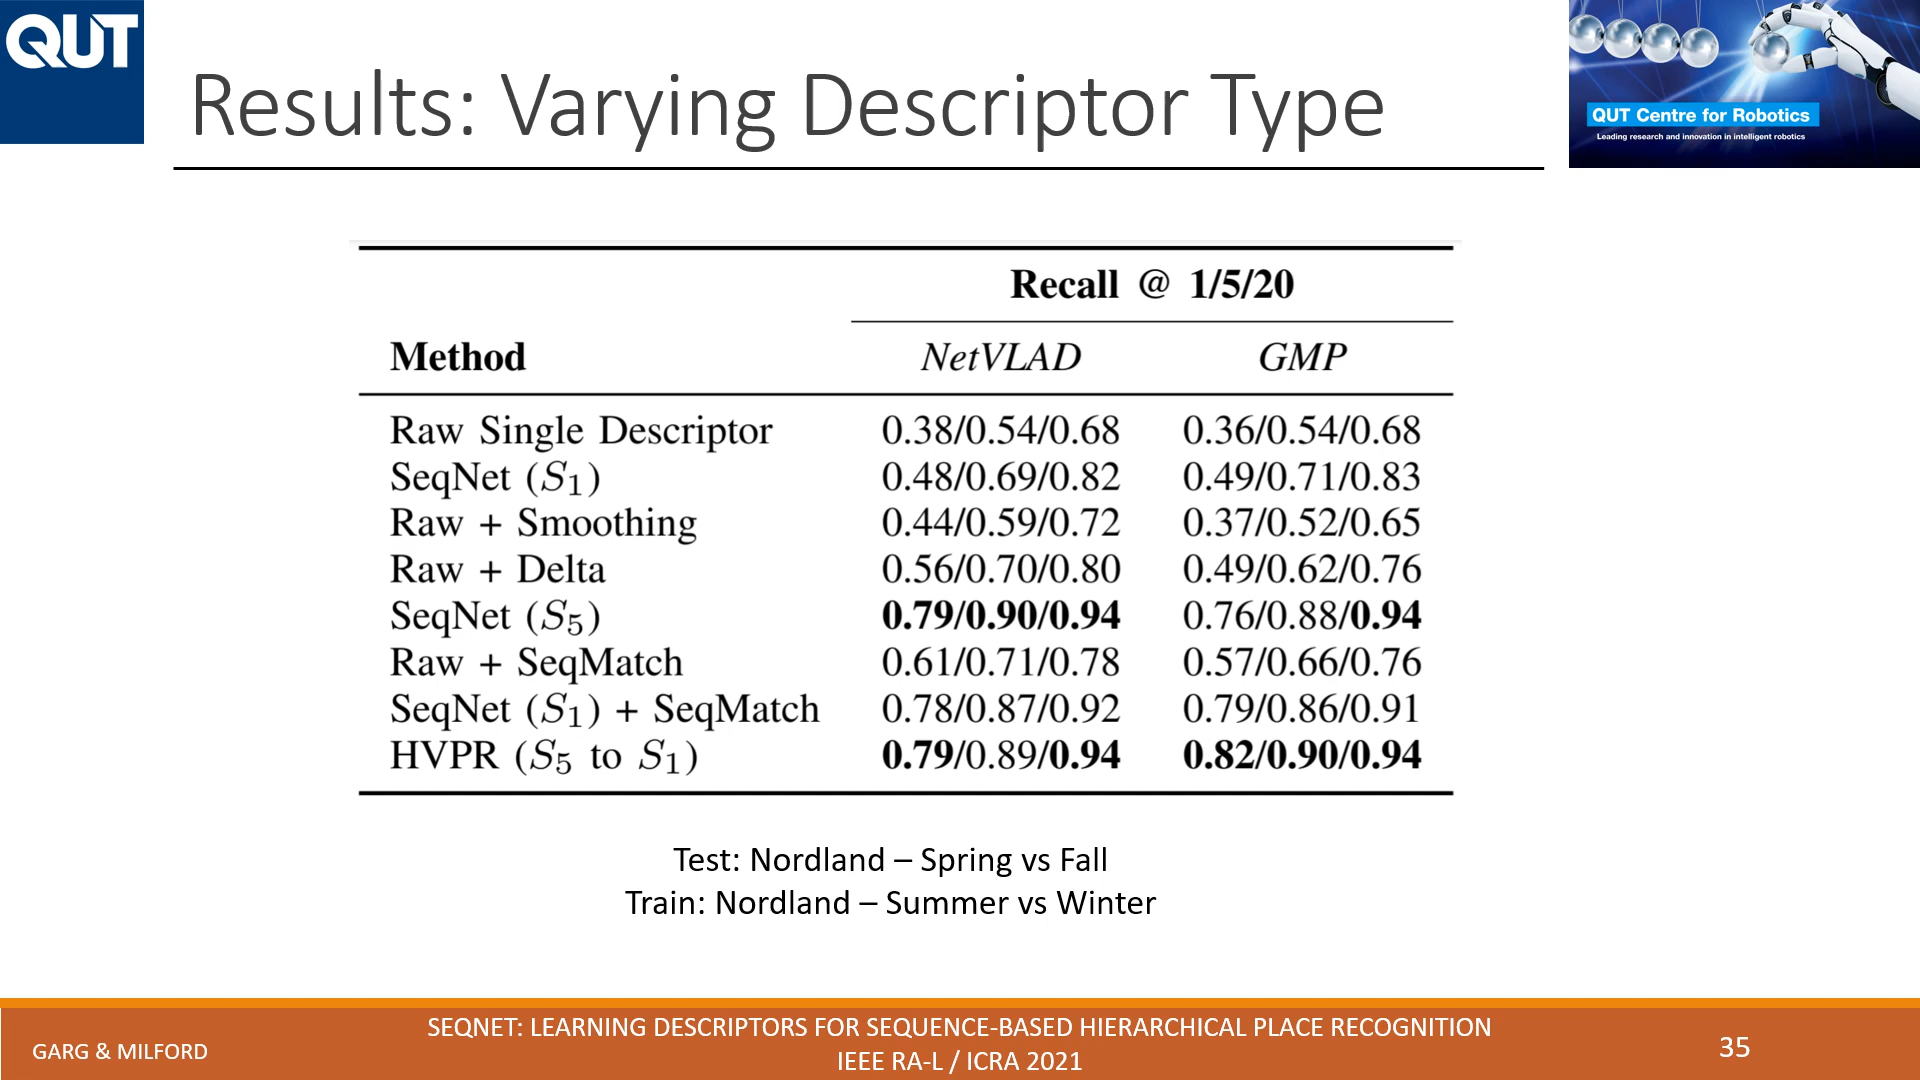 QUT
Results: Varying Descriptor Type
QUT Centre for Robotics
Leading research and innovation in intelligent robotics
Recall @ 1/5/20
Method NetVLAD GMP
Raw Single Descriptor 0.38/0.54/0.68 0.36/0.54/0.68
SeqNet (S₁) 0.48/0.69/0.82 0.49/0.71/0.83
Raw + Smoothing 0.44/0.59/0.72 0.37/0.52/0.65
Raw + Delta 0.56/0.70/0.80 0.49/0.62/0.76
SeqNet (S₅) 0.79/0.90/0.94 0.76/0.88/0.94
Raw + SeqMatch 0.61/0.71/0.78 0.57/0.66/0.76
SeqNet (S₁) + SeqMatch 0.78/0.87/0.92 0.79/0.86/0.91
HVPR (S₅ to S₁) 0.79/0.89/0.94 0.82/0.90/0.94
Test: Nordland – Spring vs Fall
Train: Nordland – Summer vs Winter
GARG & MILFORD
SEQNET: LEARNING DESCRIPTORS FOR SEQUENCE-BASED HIERARCHICAL PLACE RECOGNITION
IEEE RA-L / ICRA 2021
35